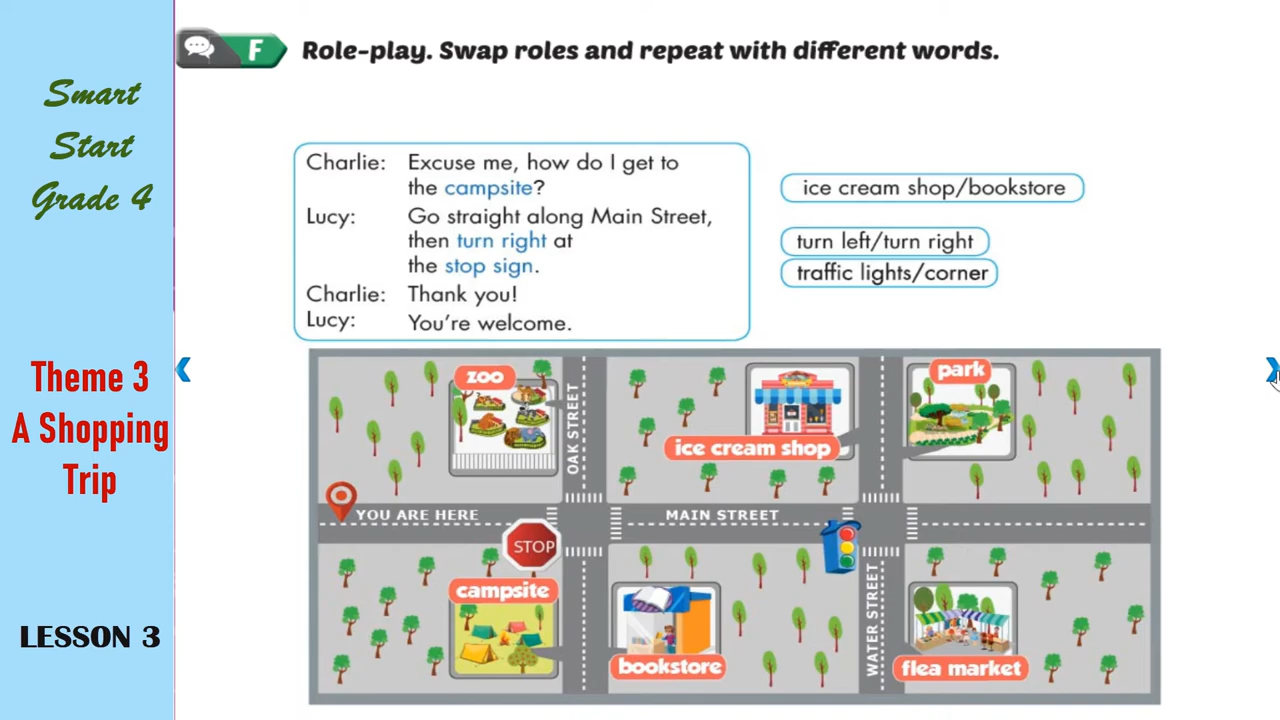 F Role-play. Swap roles and repeat with different words.
Smart
Start
Grade 4
Theme 3
A Shopping
Trip
LESSON 3
Charlie: Excuse me, how do I get to
the campsite?
Lucy: Go straight along Main Street,
then turn right at
the stop sign.
Charlie: Thank you!
Lucy: You're welcome.
ice cream shop/bookstore
turn left/turn right
traffic lights/corner
zoo
OAK STREET
ice cream shop
park
YOU ARE HERE
MAIN STREET
STOP
campsite
bookstore
WATER STREET
flea market